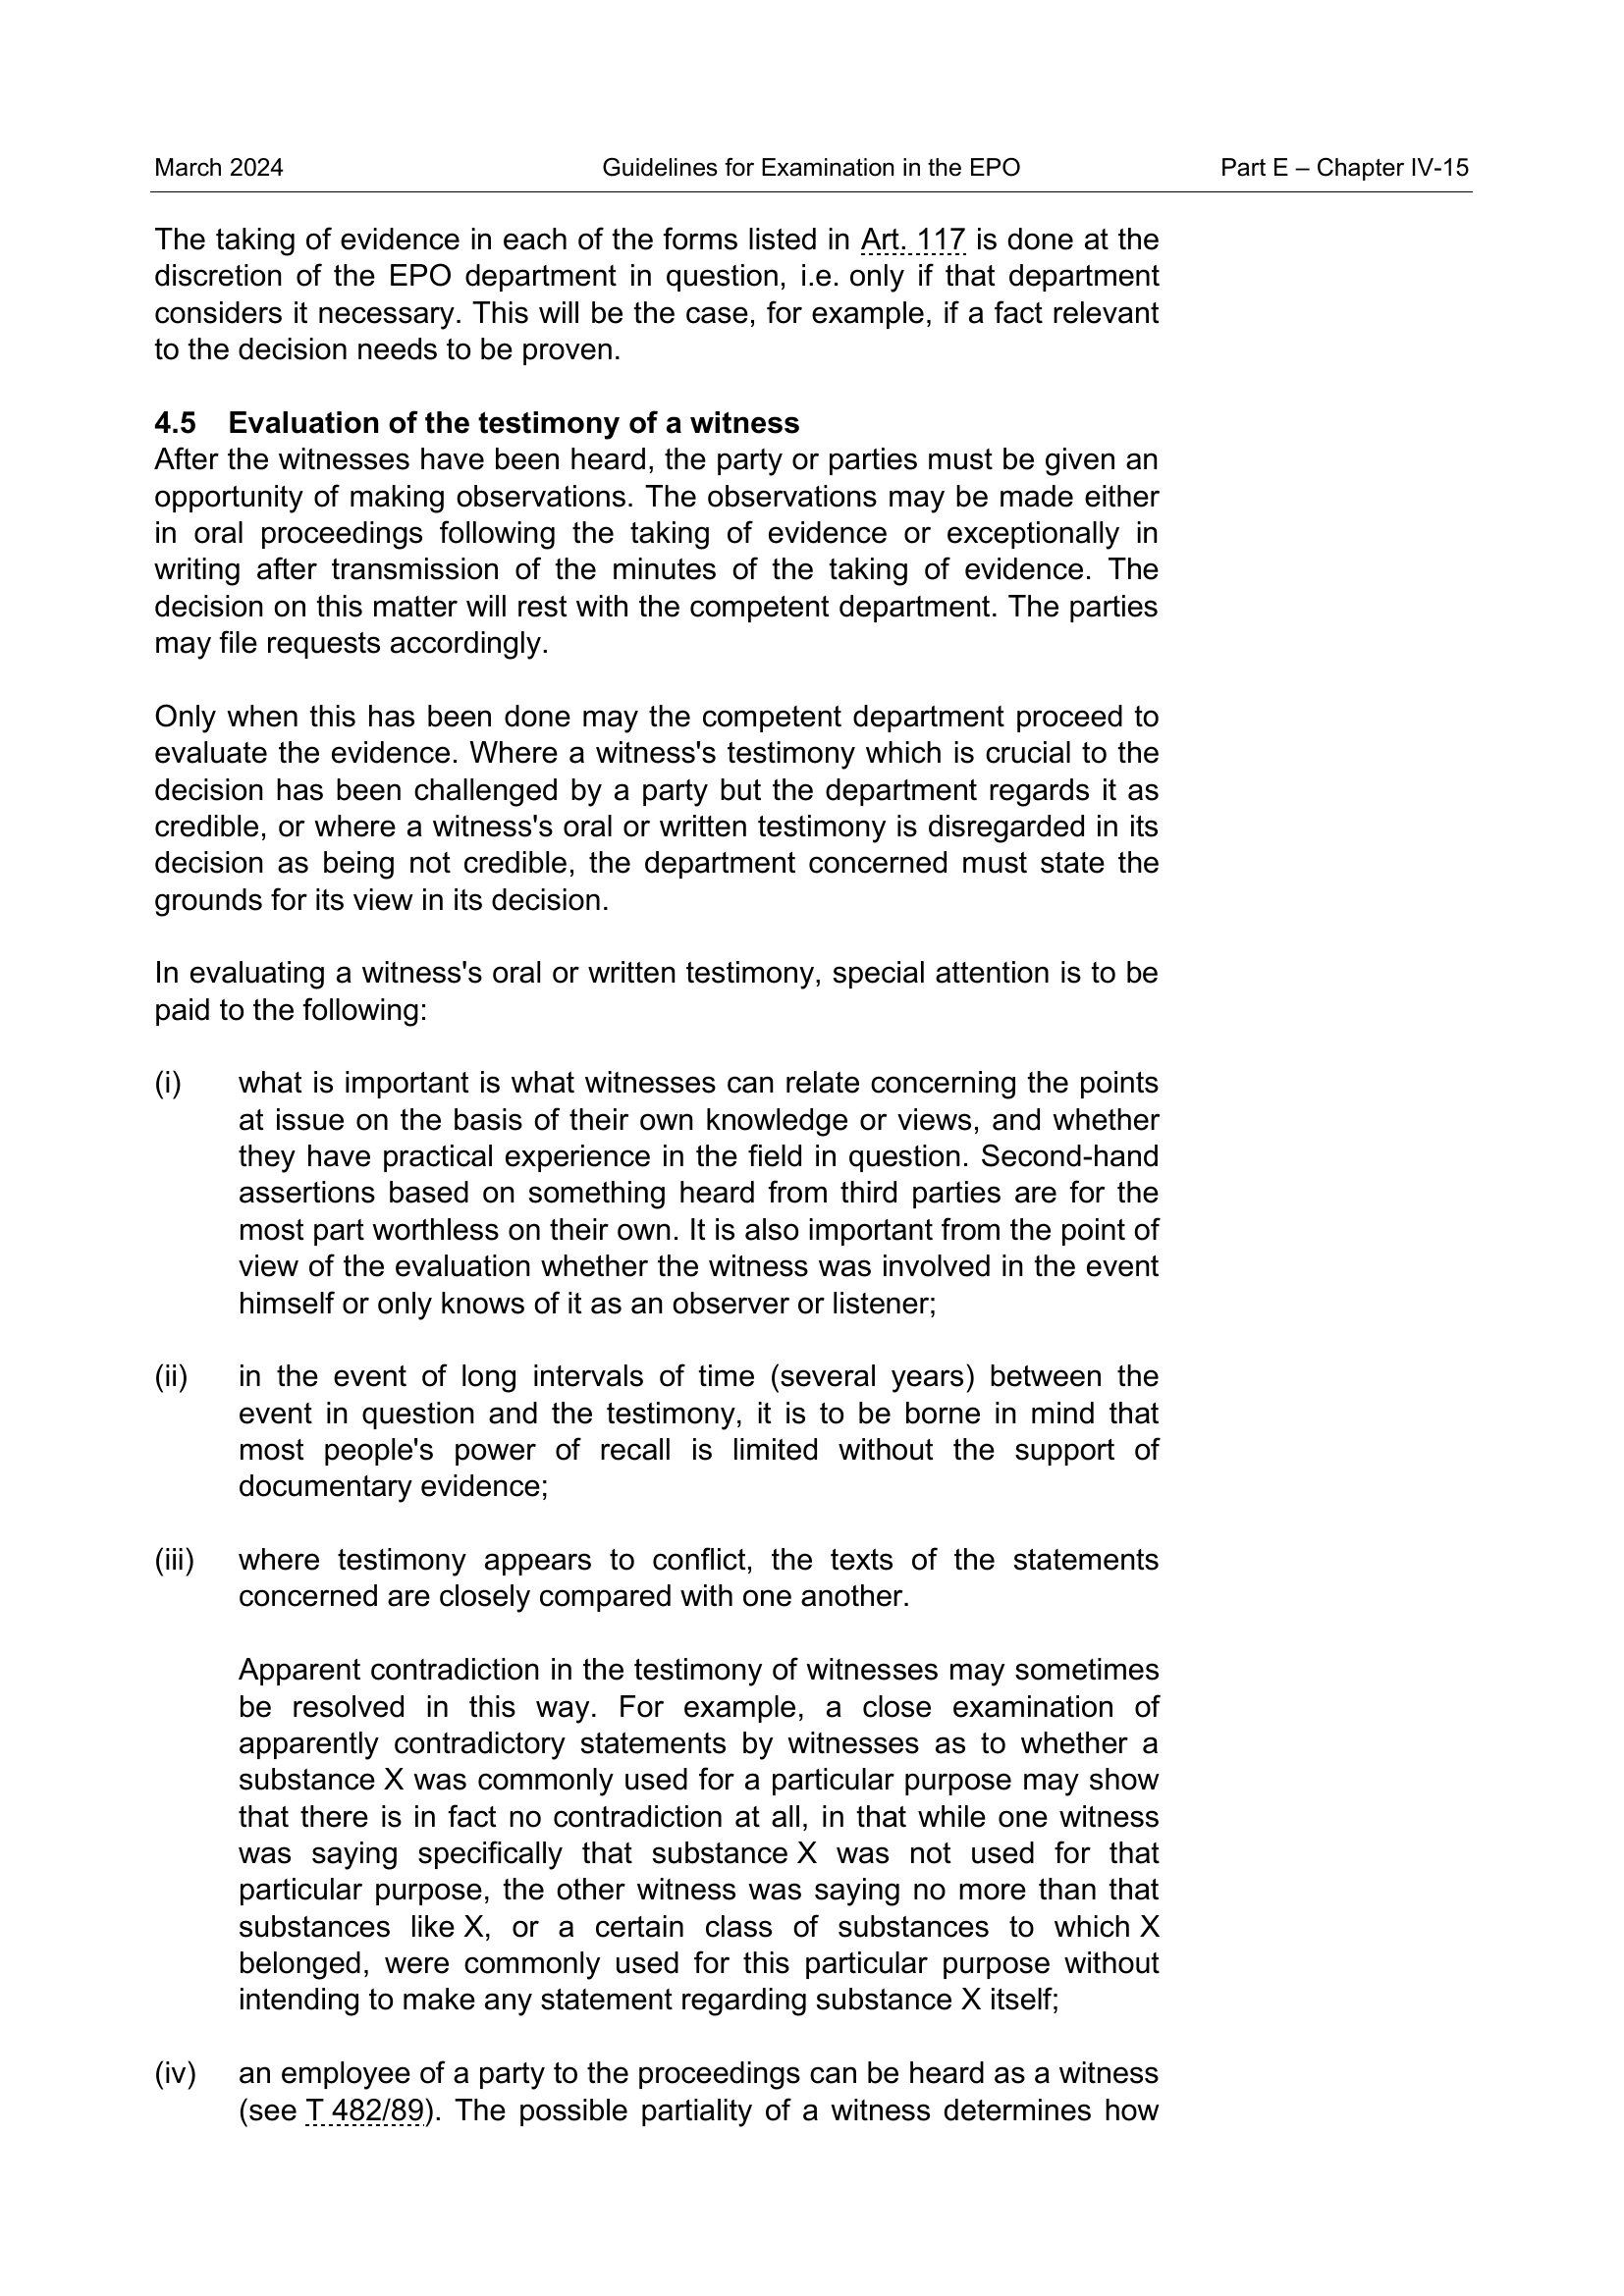 March 2024 Guidelines for Examination in the EPO Part E – Chapter IV-15
The taking of evidence in each of the forms listed in Art. 117 is done at the
discretion of the EPO department in question, i.e. only if that department
considers it necessary. This will be the case, for example, if a fact relevant
to the decision needs to be proven.
4.5 Evaluation of the testimony of a witness
After the witnesses have been heard, the party or parties must be given an
opportunity of making observations. The observations may be made either
in oral proceedings following the taking of evidence or exceptionally in
writing after transmission of the minutes of the taking of evidence. The
decision on this matter will rest with the competent department. The parties
may file requests accordingly.
Only when this has been done may the competent department proceed to
evaluate the evidence. Where a witness's testimony which is crucial to the
decision has been challenged by a party but the department regards it as
credible, or where a witness's oral or written testimony is disregarded in its
decision as being not credible, the department concerned must state the
grounds for its view in its decision.
In evaluating a witness's oral or written testimony, special attention is to be
paid to the following:
(i) what is important is what witnesses can relate concerning the points
at issue on the basis of their own knowledge or views, and whether
they have practical experience in the field in question. Second-hand
assertions based on something heard from third parties are for the
most part worthless on their own. It is also important from the point of
view of the evaluation whether the witness was involved in the event
himself or only knows of it as an observer or listener;
(ii) in the event of long intervals of time (several years) between the
event in question and the testimony, it is to be borne in mind that
most people's power of recall is limited without the support of
documentary evidence;
(iii) where testimony appears to conflict, the texts of the statements
concerned are closely compared with one another.
Apparent contradiction in the testimony of witnesses may sometimes
be resolved in this way. For example, a close examination of
apparently contradictory statements by witnesses as to whether a
substance X was commonly used for a particular purpose may show
that there is in fact no contradiction at all, in that while one witness
was saying specifically that substance X was not used for that
particular purpose, the other witness was saying no more than that
substances like X, or a certain class of substances to which X
belonged, were commonly used for this particular purpose without
intending to make any statement regarding substance X itself;
(iv) an employee of a party to the proceedings can be heard as a witness
(see T 482/89). The possible partiality of a witness determines how